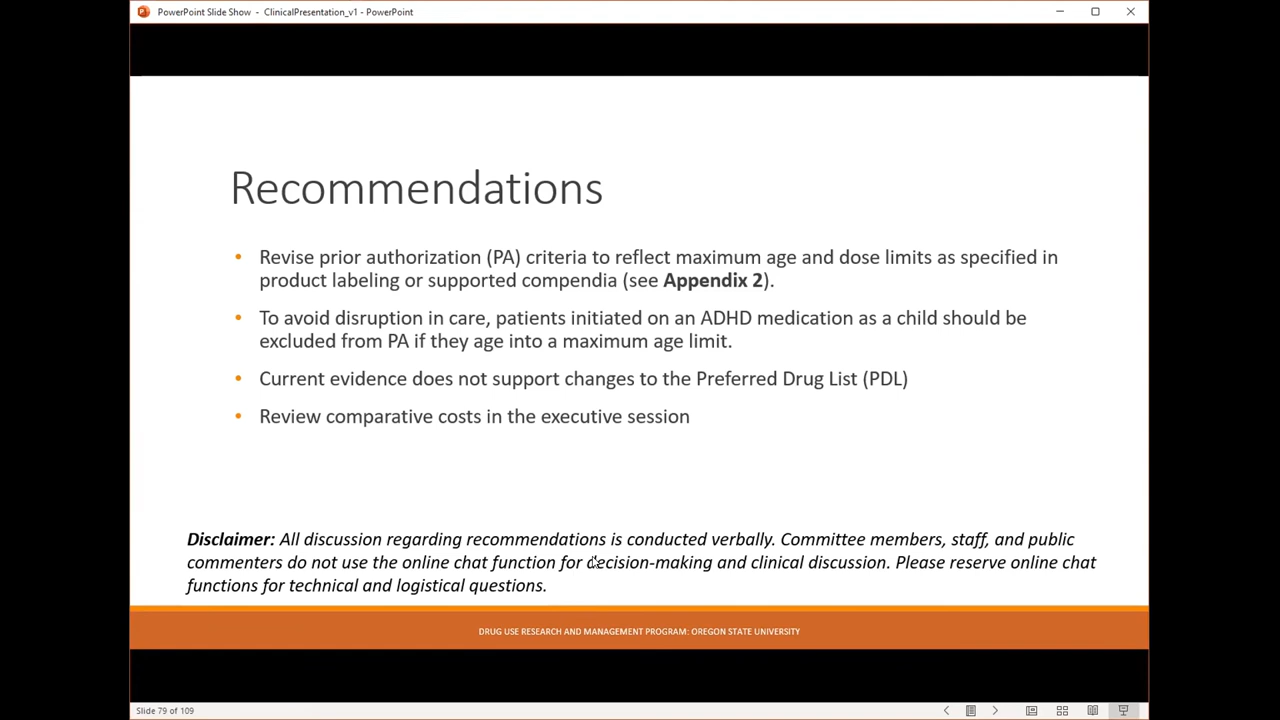 PowerPoint Slide Show - ClinicalPresentation_v1 - PowerPoint
Recommendations
• Revise prior authorization (PA) criteria to reflect maximum age and dose limits as specified in
product labeling or supported compendia (see Appendix 2).
• To avoid disruption in care, patients initiated on an ADHD medication as a child should be
excluded from PA if they age into a maximum age limit.
• Current evidence does not support changes to the Preferred Drug List (PDL)
• Review comparative costs in the executive session
Disclaimer: All discussion regarding recommendations is conducted verbally. Committee members, staff, and public
commenters do not use the online chat function for decision-making and clinical discussion. Please reserve online chat
functions for technical and logistical questions.
DRUG USE RESEARCH AND MANAGEMENT PROGRAM: OREGON STATE UNIVERSITY
Slide 79 of 109